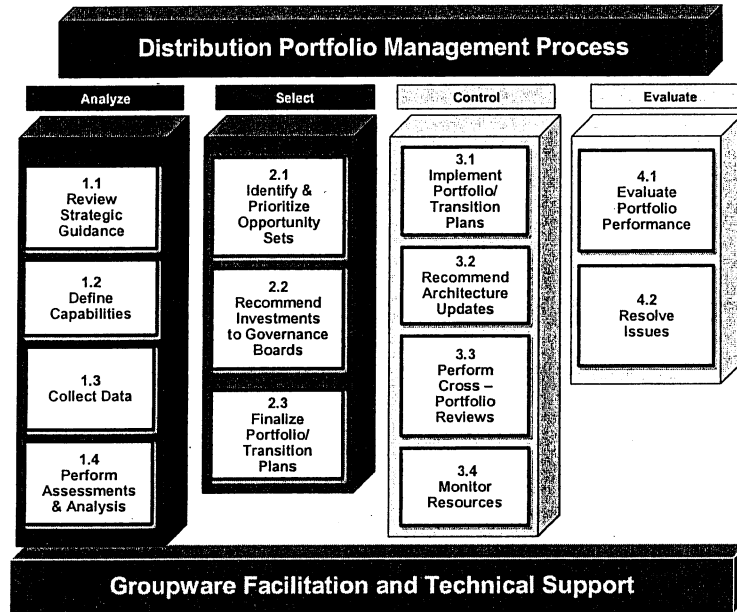 Distribution Portfolio Management Process
Analyze
1.1
Review
Strategic
Guidance
1.2
Define
Capabilities
1.3
Collect Data
1.4
Perform
Assessments
& Analysis
Select
2.1
Identify &
Prioritize
Opportunity
Sets
2.2
Recommend
Investments
to Governance
Boards
2.3
Finalize
Portfolio/
Transition
Plans
Control
3.1
Implement
Portfolio/
Transition
Plans
3.2
Recommend
Architecture
Updates
3.3
Perform
Cross –
Portfolio
Reviews
3.4
Monitor
Resources
Evaluate
4.1
Evaluate
Portfolio
Performance
4.2
Resolve
Issues
Groupware Facilitation and Technical Support